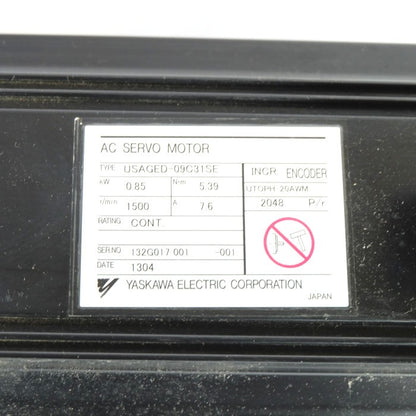 AC SERVO MOTOR
TYPE USAGED-09C31SE INCR. ENCODER
kW 0.85 N·m 5.39 UTOPH-20AWM
r/min 1500 A 7.6 2048 P/r
RATING CONT
SER.NO 132G017 001 -001
DATE 1304
YASKAWA ELECTRIC CORPORATION
JAPAN